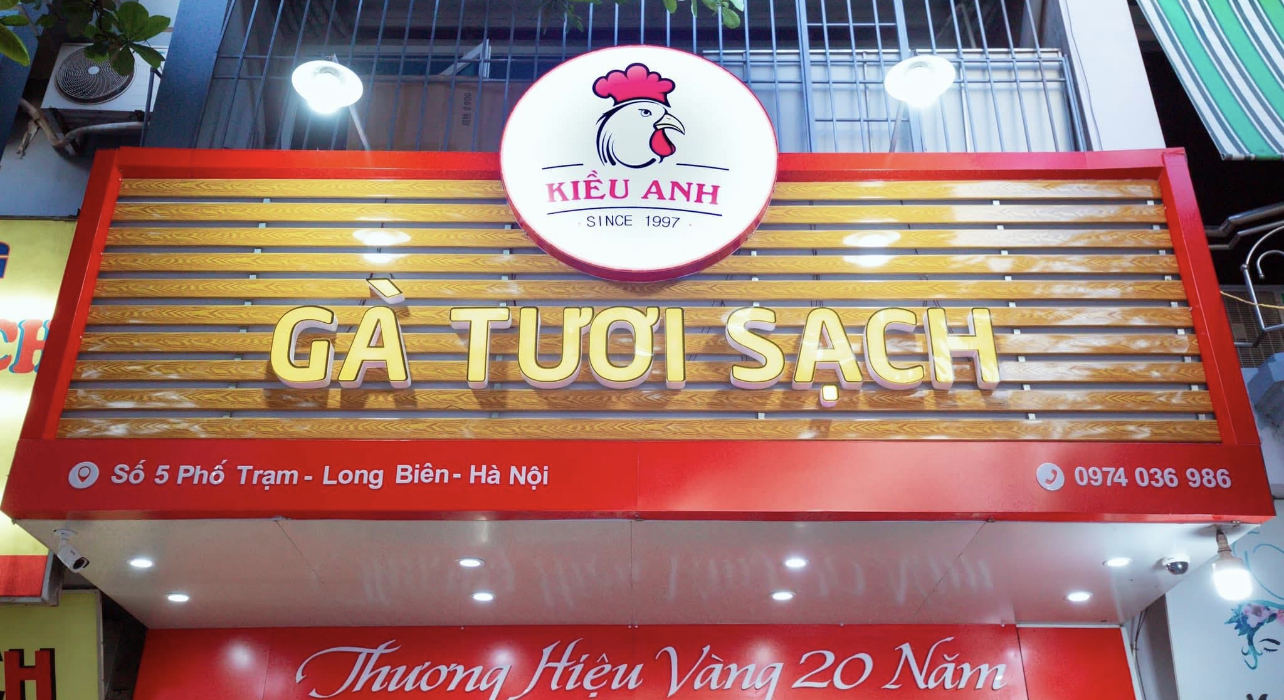 KIỀU ANH
SINCE 1997
GÀ TƯƠI SẠCH
Số 5 Phố Trạm - Long Biên - Hà Nội
0974 036 986
Thương Hiệu Vàng 20 Năm